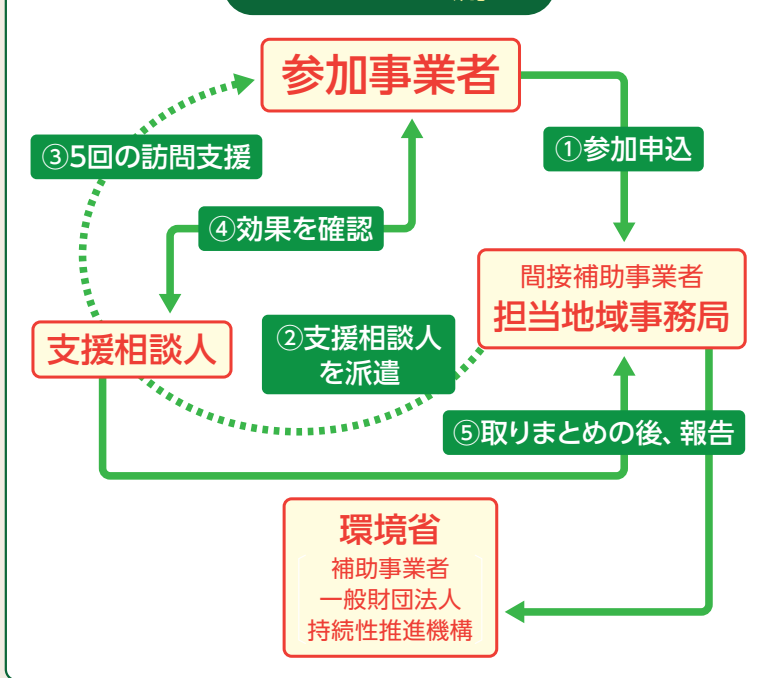 参加事業者
③5回の訪問支援
①参加申込
④効果を確認
間接補助事業者
担当地域事務局
支援相談人
②支援相談人
を派遣
⑤取りまとめの後、報告
環境省
補助事業者
一般財団法人
持続性推進機構